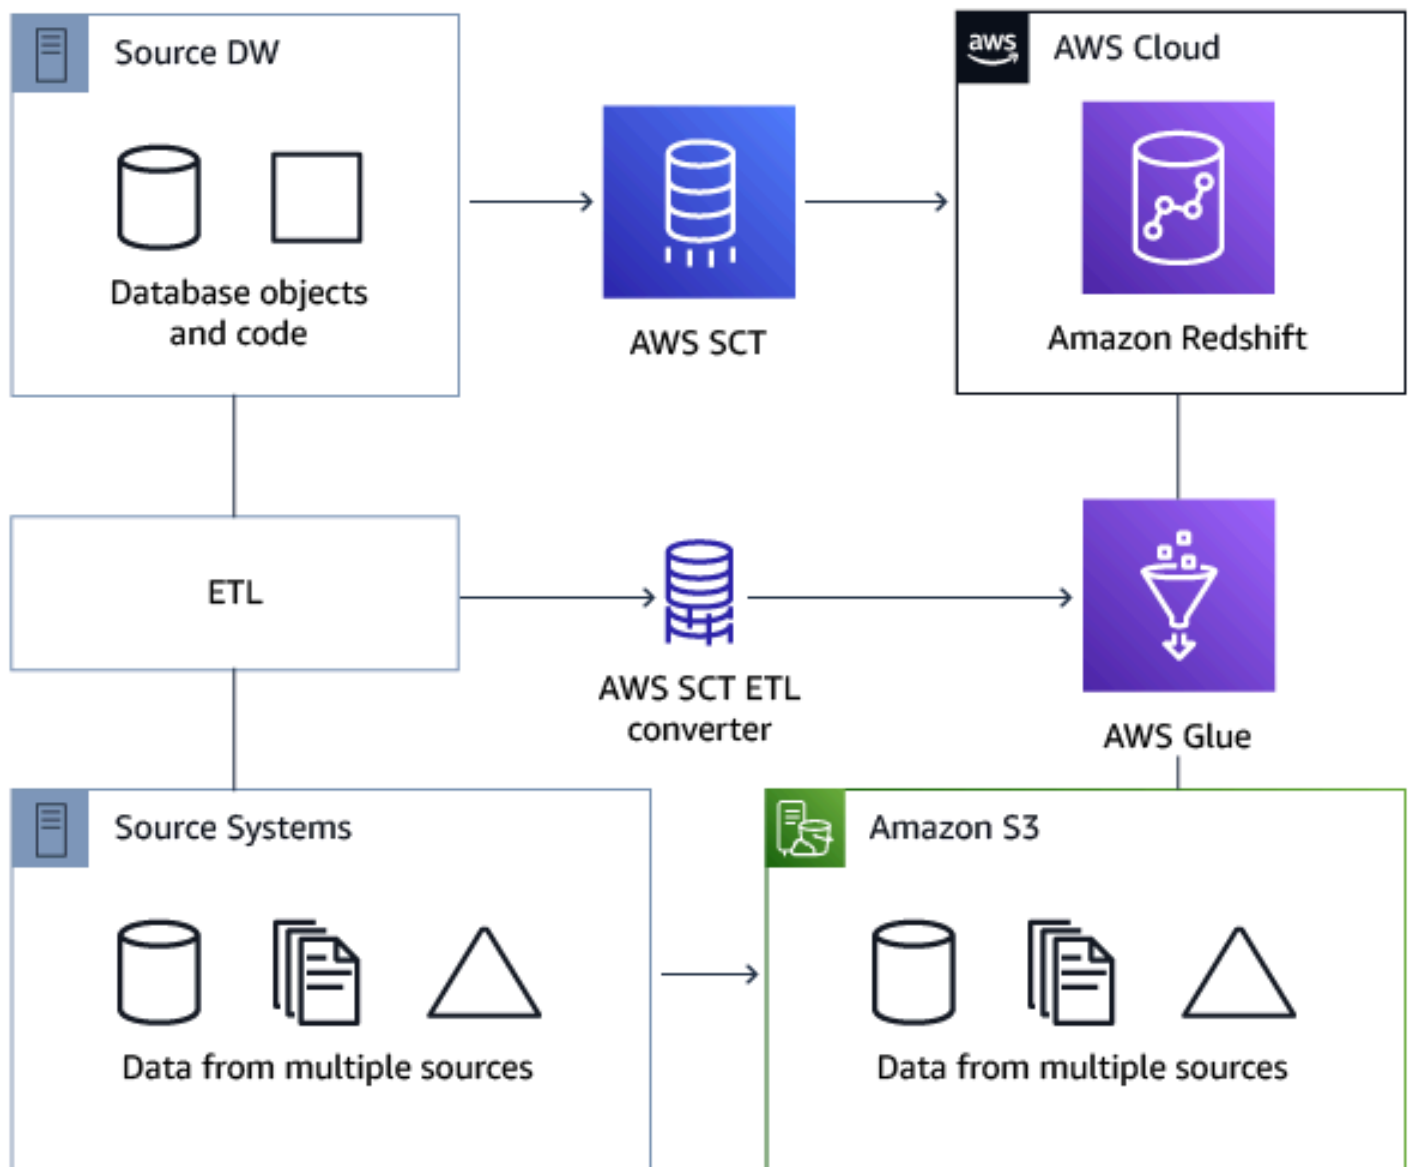 Source DW
aws
AWS Cloud
Database objects
and code
AWS SCT
Amazon Redshift
ETL
AWS SCT ETL
converter
AWS Glue
Source Systems
Amazon S3
Data from multiple sources
Data from multiple sources